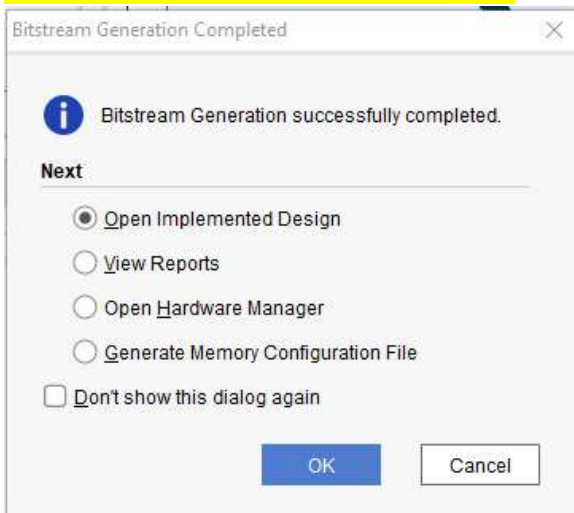 Bitstream Generation Completed
Bitstream Generation successfully completed.
Next
Open Implemented Design
View Reports
Open Hardware Manager
Generate Memory Configuration File
Don't show this dialog again
OK
Cancel